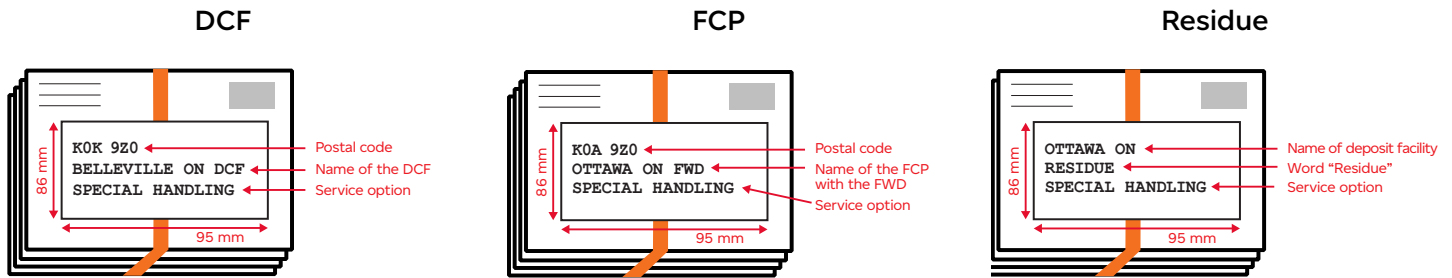 DCF
K0K 9Z0
BELLEVILLE ON DCF
SPECIAL HANDLING
86 mm
95 mm
Postal code
Name of the DCF
Service option
FCP
K0A 9Z0
OTTAWA ON FWD
SPECIAL HANDLING
86 mm
95 mm
Postal code
Name of the FCP
with the FWD
Service option
Residue
OTTAWA ON
RESIDUE
SPECIAL HANDLING
86 mm
95 mm
Name of deposit facility
Word “Residue”
Service option